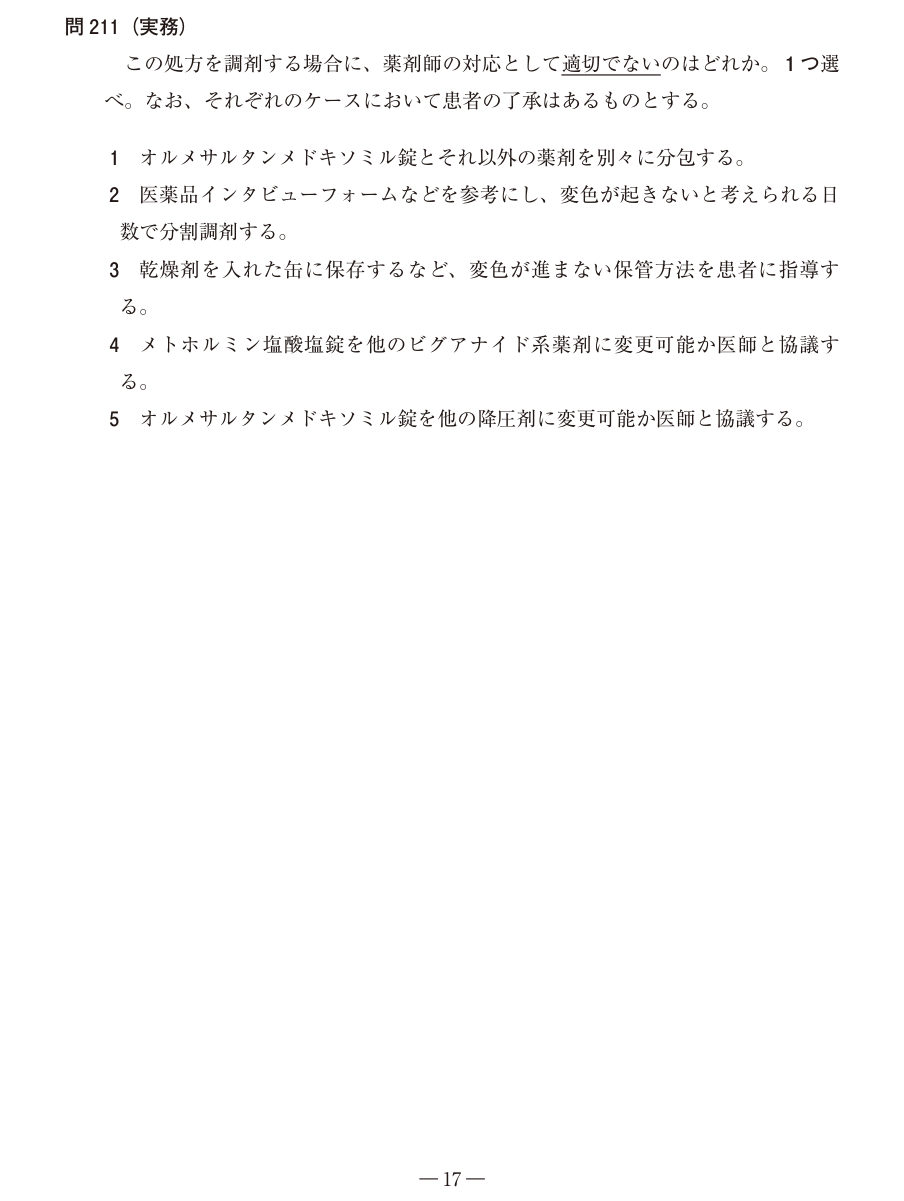 問 211（実務）
この処方を調剤する場合に、薬剤師の対応として適切でないのはどれか。1つ選
べ。なお、それぞれのケースにおいて患者の了承はあるものとする。
1　オルメサルタンメドキソミル錠とそれ以外の薬剤を別々に分包する。
2　医薬品インタビューフォームなどを参考にし、変色が起きないと考えられる日
数で分割調剤する。
3　乾燥剤を入れた缶に保存するなど、変色が進まない保管方法を患者に指導す
る。
4　メトホルミン塩酸塩錠を他のビグアナイド系薬剤に変更可能か医師と協議す
る。
5　オルメサルタンメドキソミル錠を他の降圧剤に変更可能か医師と協議する。
― 17 ―